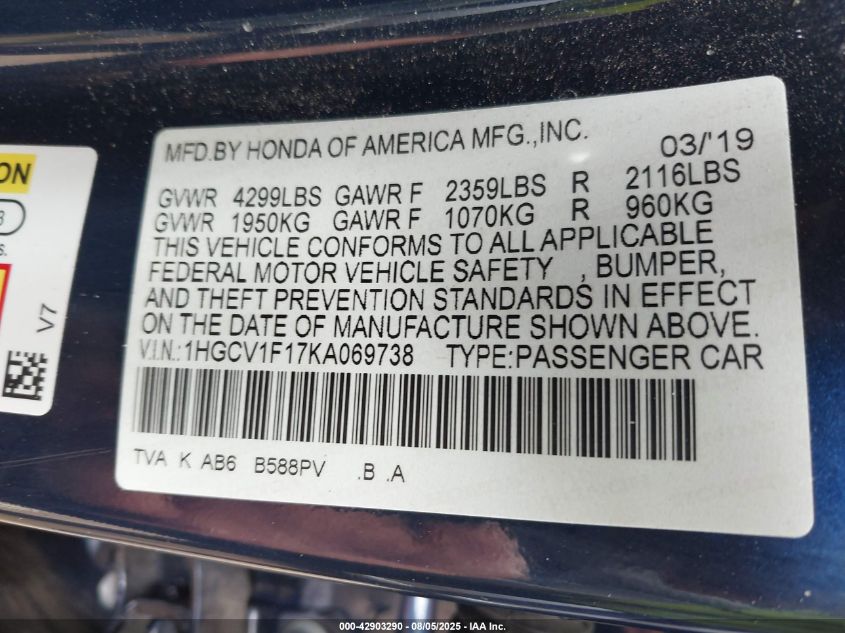 MFD.BY HONDA OF AMERICA MFG.,INC. 03/'19
GVWR 4299LBS GAWR F 2359LBS R 2116LBS
GVWR 1950KG GAWR F 1070KG R 960KG
THIS VEHICLE CONFORMS TO ALL APPLICABLE
FEDERAL MOTOR VEHICLE SAFETY , BUMPER,
AND THEFT PREVENTION STANDARDS IN EFFECT
ON THE DATE OF MANUFACTURE SHOWN ABOVE.
V.I.N.:1HGCV1F17KA069738 TYPE:PASSENGER CAR
TVA K AB6 B588PV .B .A
ON
3
s.
V7
000-42903290 - 08/05/2025 - IAA Inc.